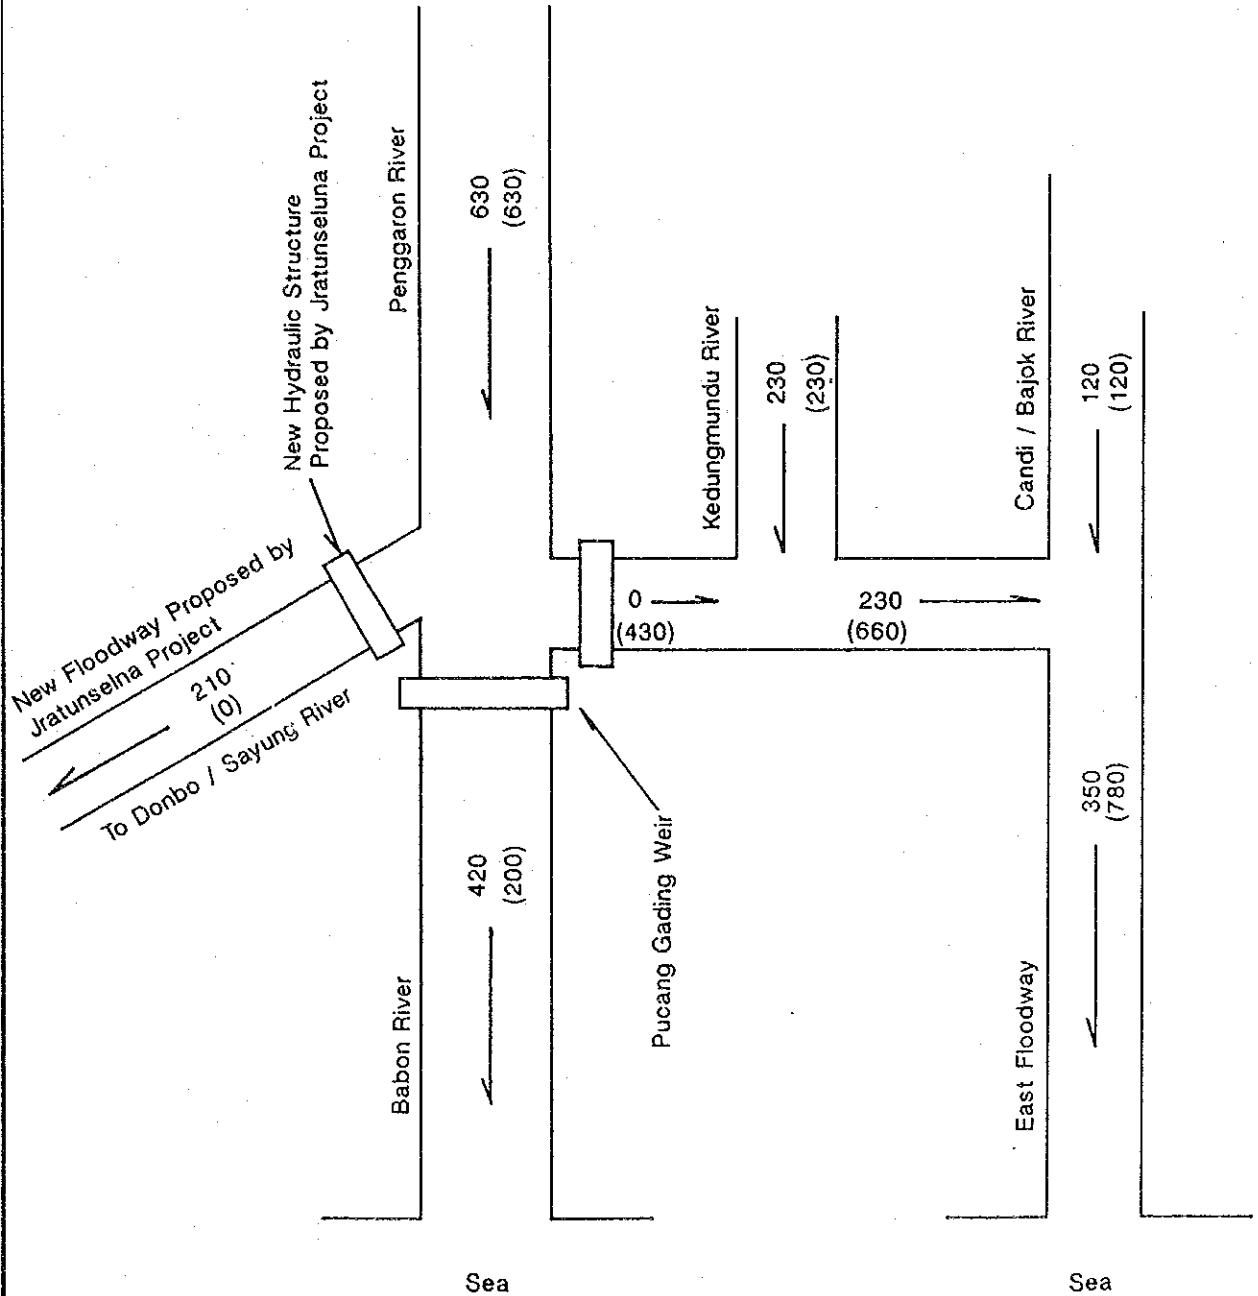 New Hydraulic Structure
Proposed by Jratunseluna Project
Penggaron River
630
(630)
New Floodway Proposed by
Jratunselna Project
210
(0)
To Donbo / Sayung River
Kedungmundu River
230
(230)
Candi / Bajok River
120
(120)
0
(430)
230
(660)
Babon River
420
(200)
Pucang Gading Weir
East Floodway
350
(780)
Sea
Sea